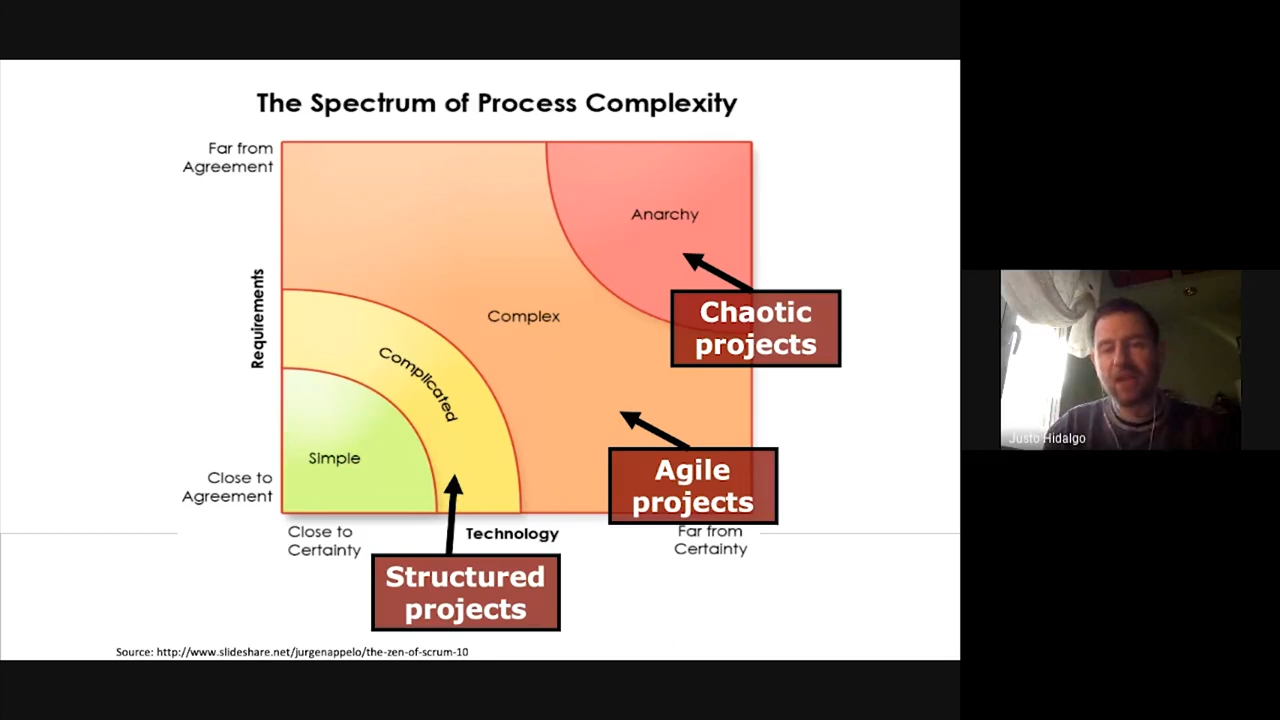 The Spectrum of Process Complexity
Far from
Agreement
Anarchy
Requirements
Chaotic
projects
Complex
Complicated
Simple
Agile
projects
Close to
Agreement
Close to
Certainty
Technology
Far from
Certainty
Structured
projects
Source: http://www.slideshare.net/jurgenappelo/the-zen-of-scrum-10
Justo Hidalgo